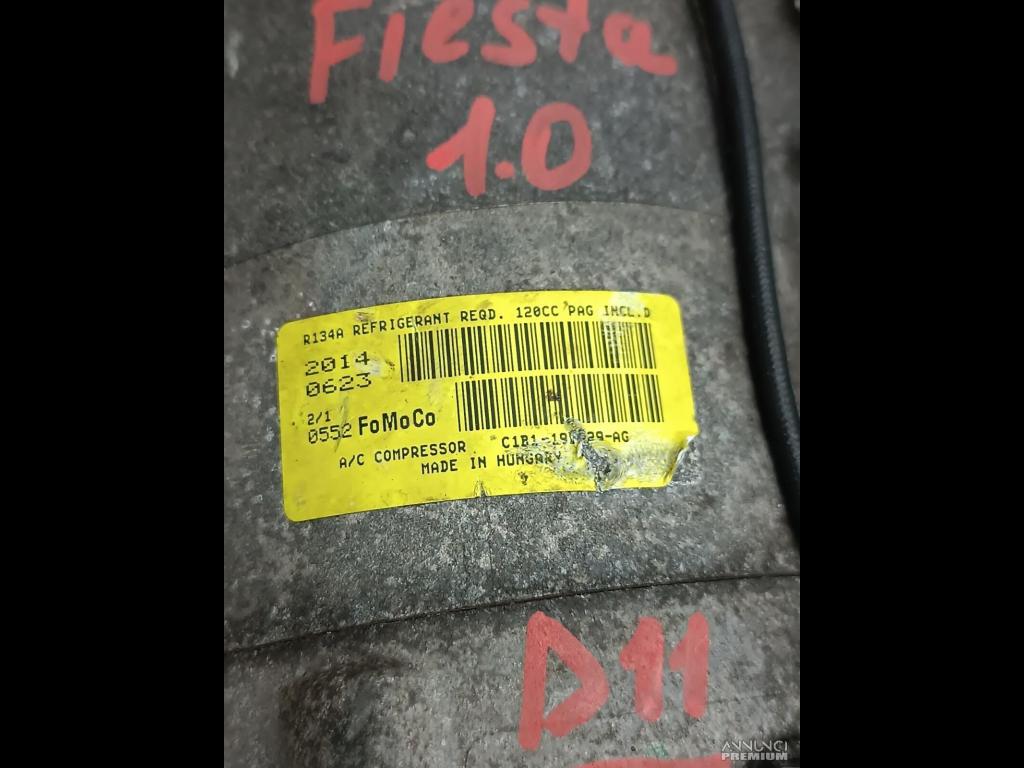 Fiesta
1.0
R134A REFRIGERANT REQD. 120CC PAG INCL.D
2014
0623
2/1
0552 FoMoCo
A/C COMPRESSOR
MADE IN HUNGARY
D11
ANNUNCI
PREMIUM